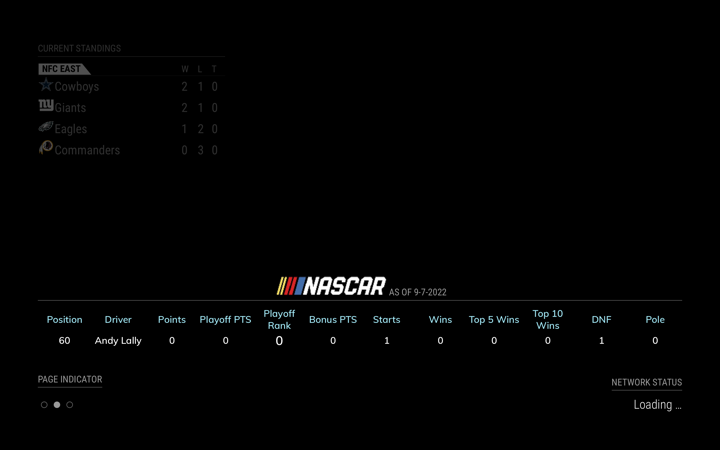 CURRENT STANDINGS
NFC EAST W L T
Cowboys 2 1 0
NY Giants 2 1 0
Eagles 1 2 0
Commanders 0 3 0
NASCAR AS OF 9-7-2022
Position Driver Points Playoff PTS Playoff Rank Bonus PTS Starts Wins Top 5 Wins Top 10 Wins DNF Pole
60 Andy Lally 0 0 0 0 1 0 0 0 1 0
PAGE INDICATOR
NETWORK STATUS
Loading ...